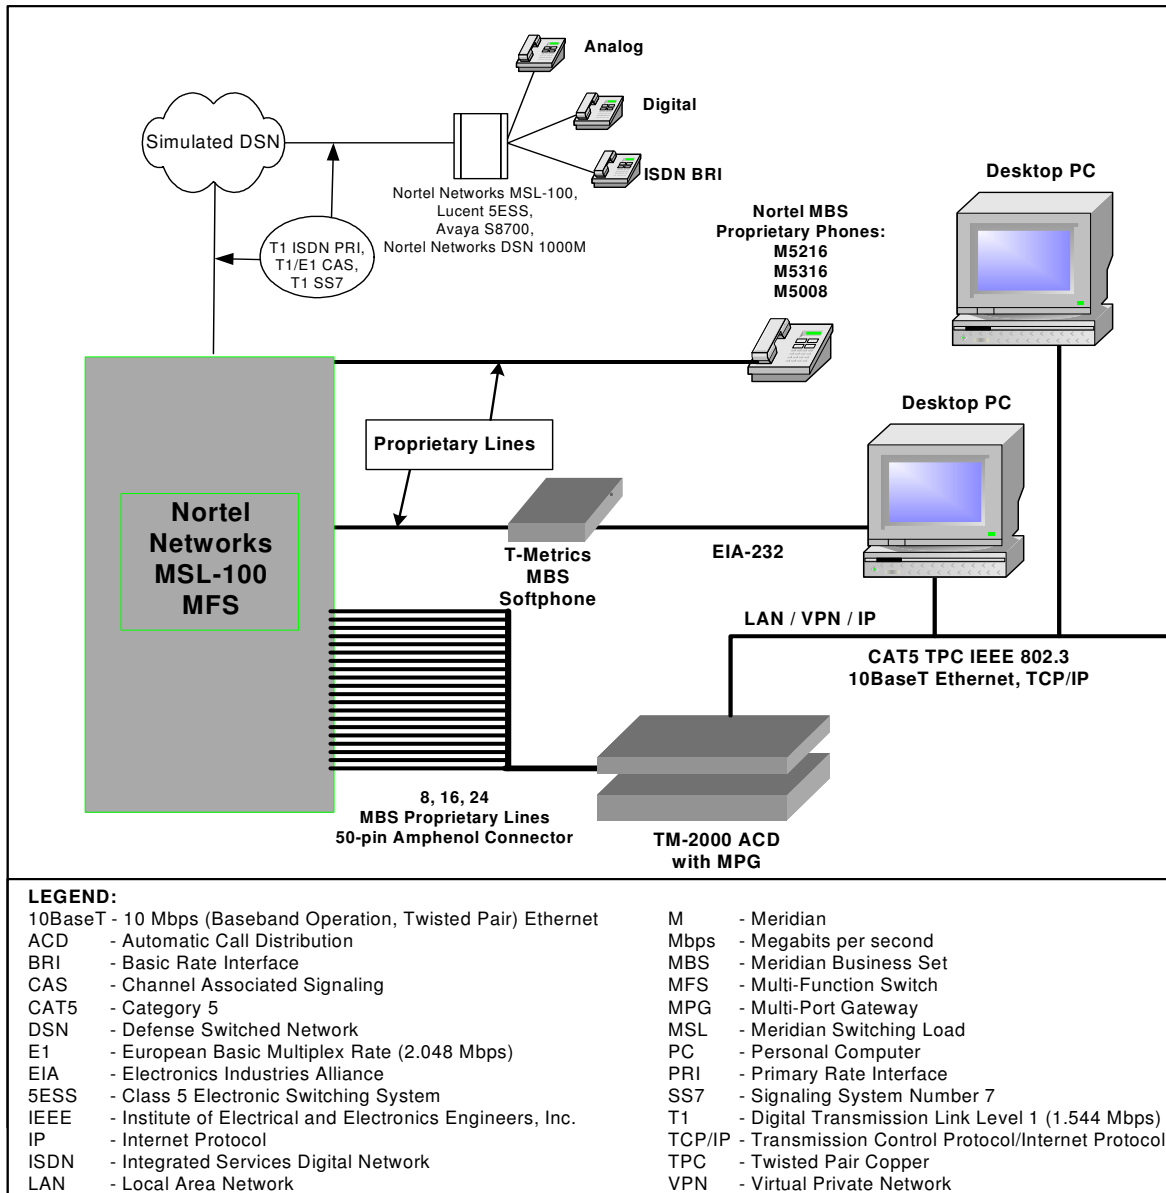 Analog
Digital
Simulated DSN
ISDN BRI
Nortel Networks MSL-100,
Lucent 5ESS,
Avaya S8700,
Nortel Networks DSN 1000M
T1 ISDN PRI,
T1/E1 CAS,
T1 SS7
Desktop PC
Nortel MBS
Proprietary Phones:
M5216
M5316
M5008
Proprietary Lines
Desktop PC
Nortel
Networks
MSL-100
MFS
T-Metrics
MBS
Softphone
EIA-232
LAN / VPN / IP
CAT5 TPC IEEE 802.3
10BaseT Ethernet, TCP/IP
8, 16, 24
MBS Proprietary Lines
50-pin Amphenol Connector
TM-2000 ACD
with MPG
LEGEND:
10BaseT - 10 Mbps (Baseband Operation, Twisted Pair) Ethernet
ACD - Automatic Call Distribution
BRI - Basic Rate Interface
CAS - Channel Associated Signaling
CAT5 - Category 5
DSN - Defense Switched Network
E1 - European Basic Multiplex Rate (2.048 Mbps)
EIA - Electronics Industries Alliance
5ESS - Class 5 Electronic Switching System
IEEE - Institute of Electrical and Electronics Engineers, Inc.
IP - Internet Protocol
ISDN - Integrated Services Digital Network
LAN - Local Area Network
M - Meridian
Mbps - Megabits per second
MBS - Meridian Business Set
MFS - Multi-Function Switch
MPG - Multi-Port Gateway
MSL - Meridian Switching Load
PC - Personal Computer
PRI - Primary Rate Interface
SS7 - Signaling System Number 7
T1 - Digital Transmission Link Level 1 (1.544 Mbps)
TCP/IP - Transmission Control Protocol/Internet Protocol
TPC - Twisted Pair Copper
VPN - Virtual Private Network